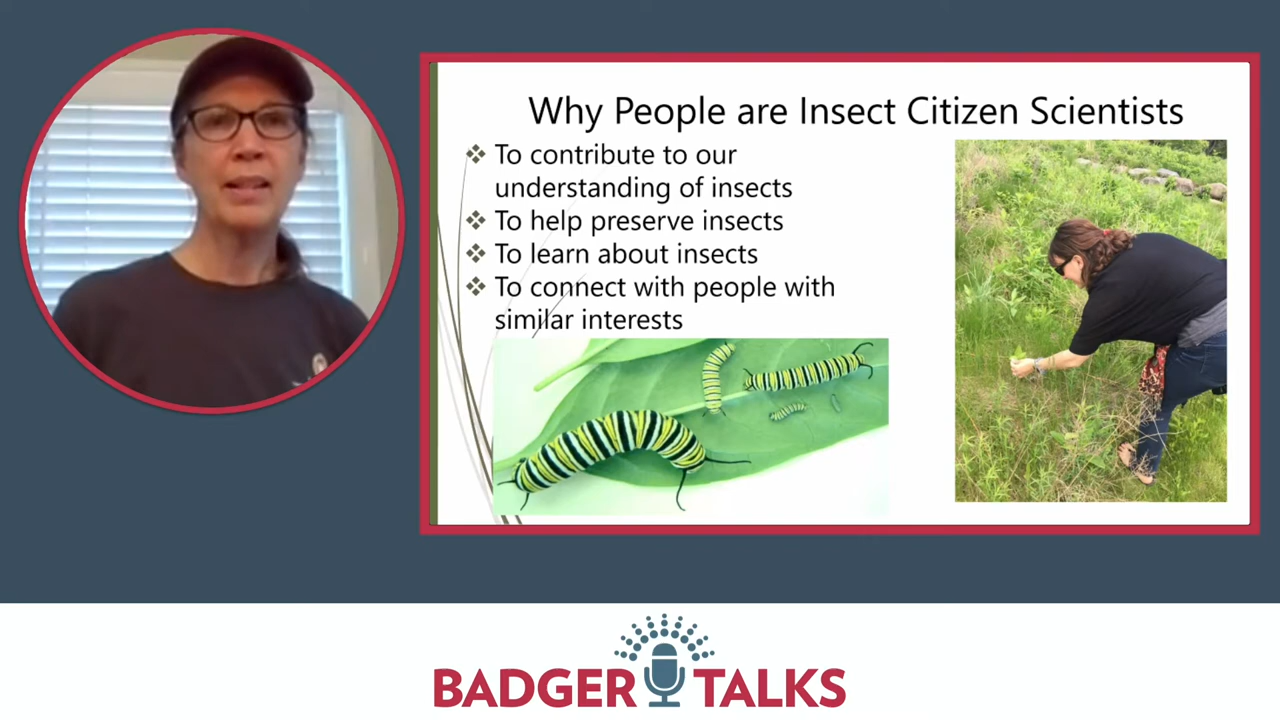 Why People are Insect Citizen Scientists
To contribute to our
understanding of insects
To help preserve insects
To learn about insects
To connect with people with
similar interests
BADGER TALKS